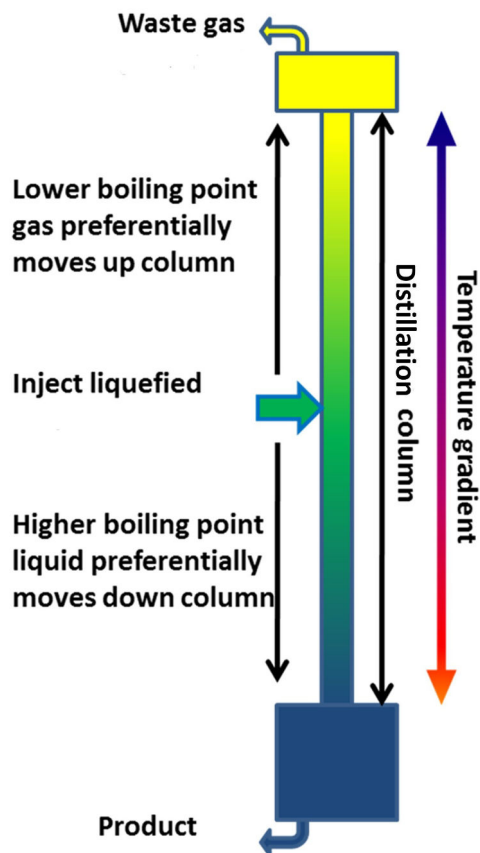 Waste gas
Lower boiling point
gas preferentially
moves up column
Inject liquefied
Higher boiling point
liquid preferentially
moves down column
Distillation column
Temperature gradient
Product